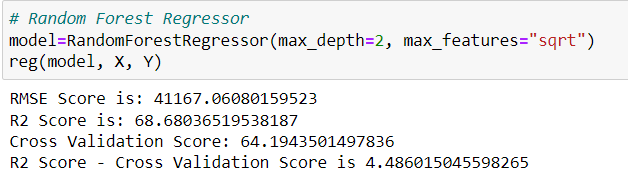 # Random Forest Regressor
model=RandomForestRegressor(max_depth=2, max_features="sqrt")
reg(model, X, Y)
RMSE Score is: 41167.06080159523
R2 Score is: 68.68036519538187
Cross Validation Score: 64.1943501497836
R2 Score - Cross Validation Score is 4.486015045598265